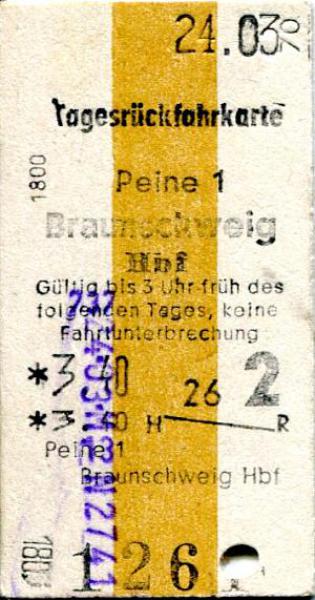 24.03
70
Tagesrückfahrkarte
1800
Peine 1
Braunschweig
Hbf
Gültig bis 3 Uhr früh des
folgenden Tages, keine
Fahrtunterbrechung
*3,40
26
2
*3,40 H R
Peine 1
Braunschweig Hbf
1800
126